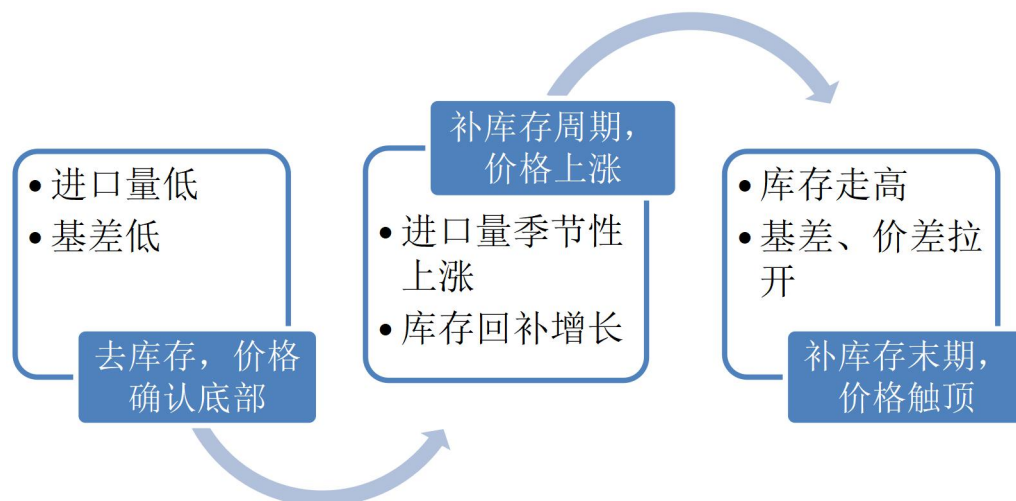 • 进口量低
• 基差低
去库存，价格
确认底部
补库存周期，
价格上涨
• 进口量季节性
上涨
• 库存回补增长
• 库存走高
• 基差、价差拉
开
补库存末期，
价格触顶